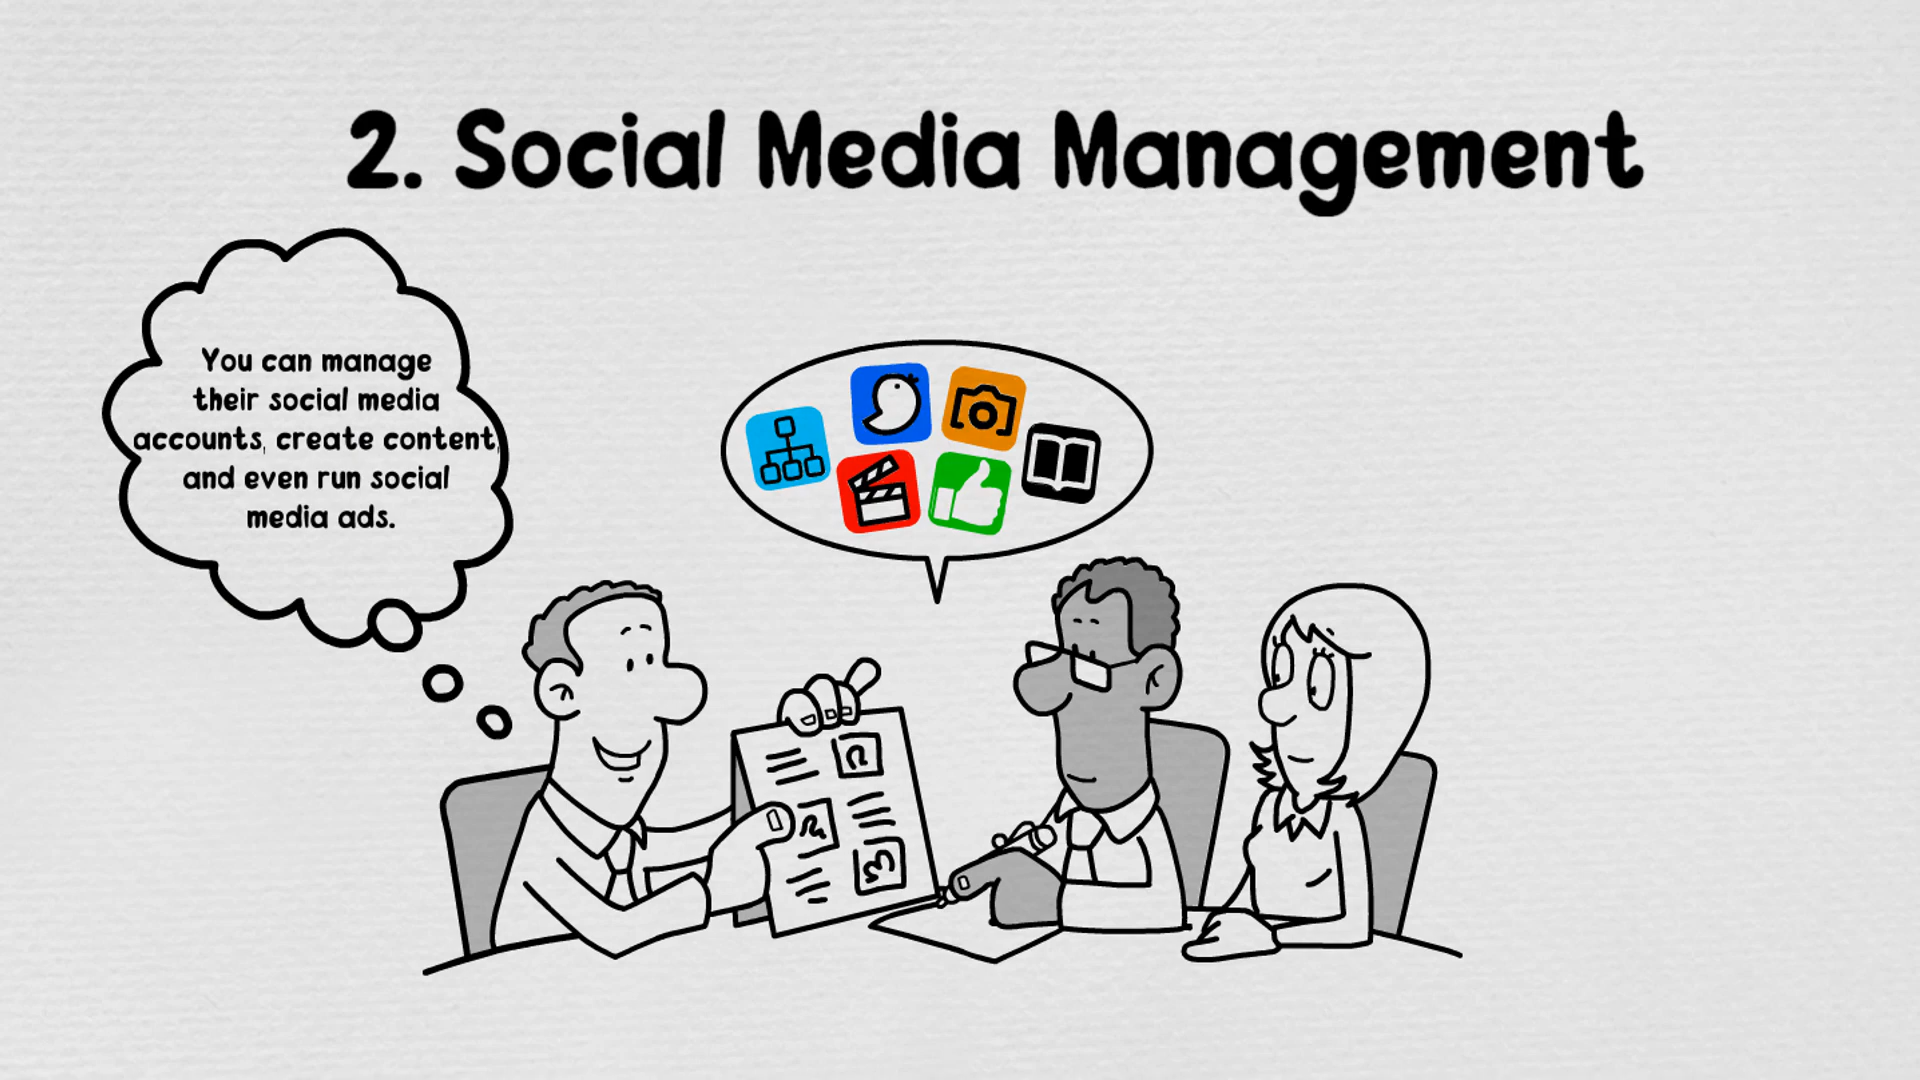 2. Social Media Management
You can manage
their social media
accounts, create content,
and even run social
media ads.